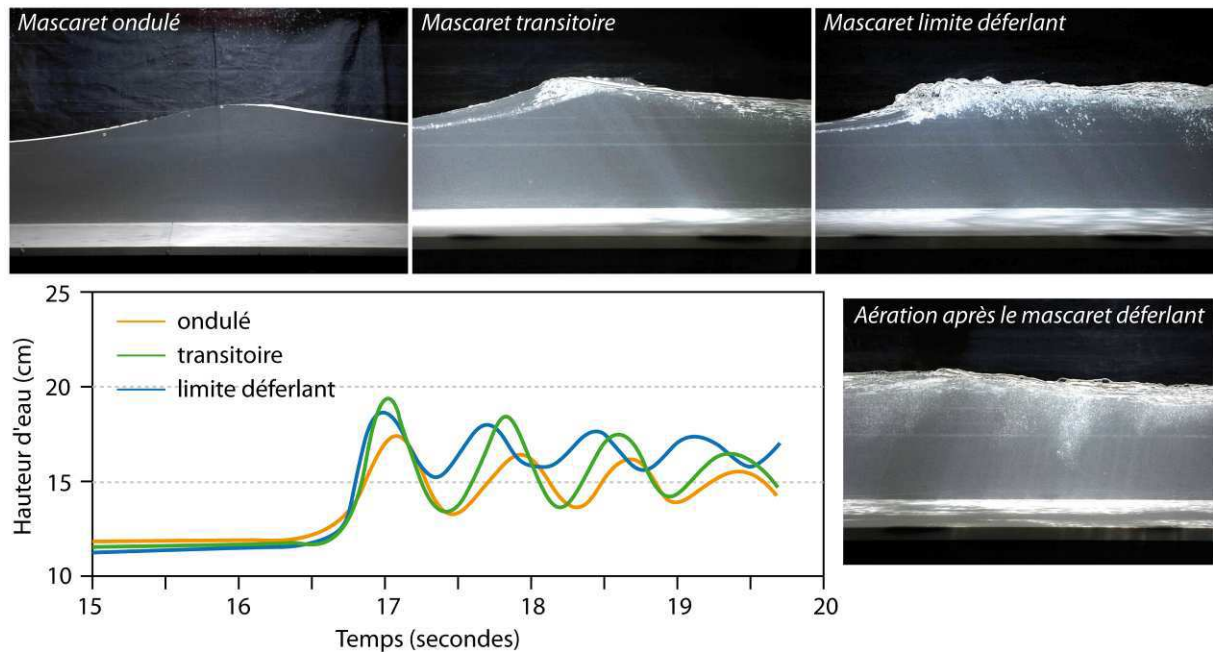 Mascaret ondulé
Mascaret transitoire
Mascaret limite déferlant
25
20
15
10
Hauteur d'eau (cm)
ondulé
transitoire
limite déferlant
15
16
17
18
19
20
Temps (secondes)
Aération après le mascaret déferlant